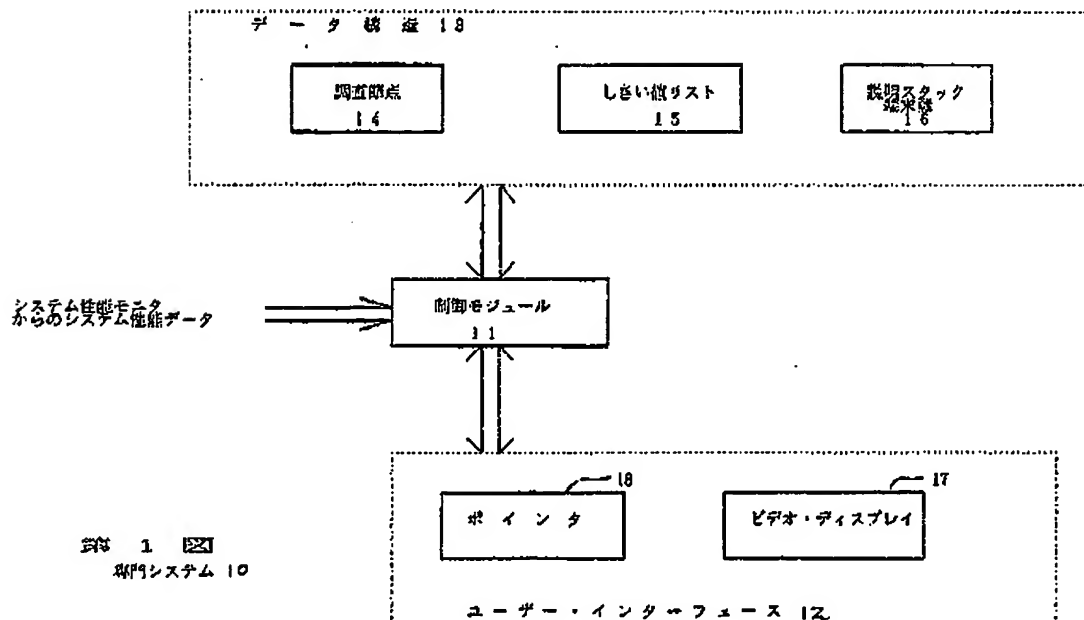 データ構造 13
調査節点
14
しきい値リスト
15
説明スタック
16
システム性能モニタ
からのシステム性能データ
制御モジュール
11
18
17
ポインタ
ビデオ・ディスプレイ
第 1 図
専門システム 10
ユーザー・インターフェース 12